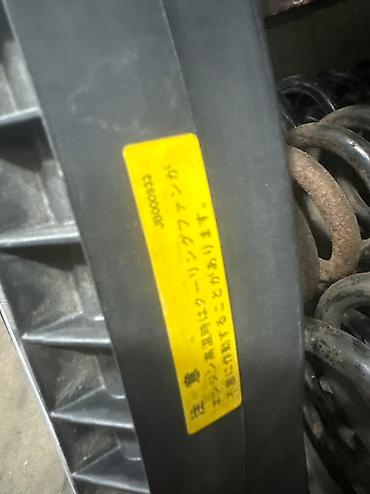 注 意
エンジン高温時はクーリングファンが、
不意に作動することがあります。